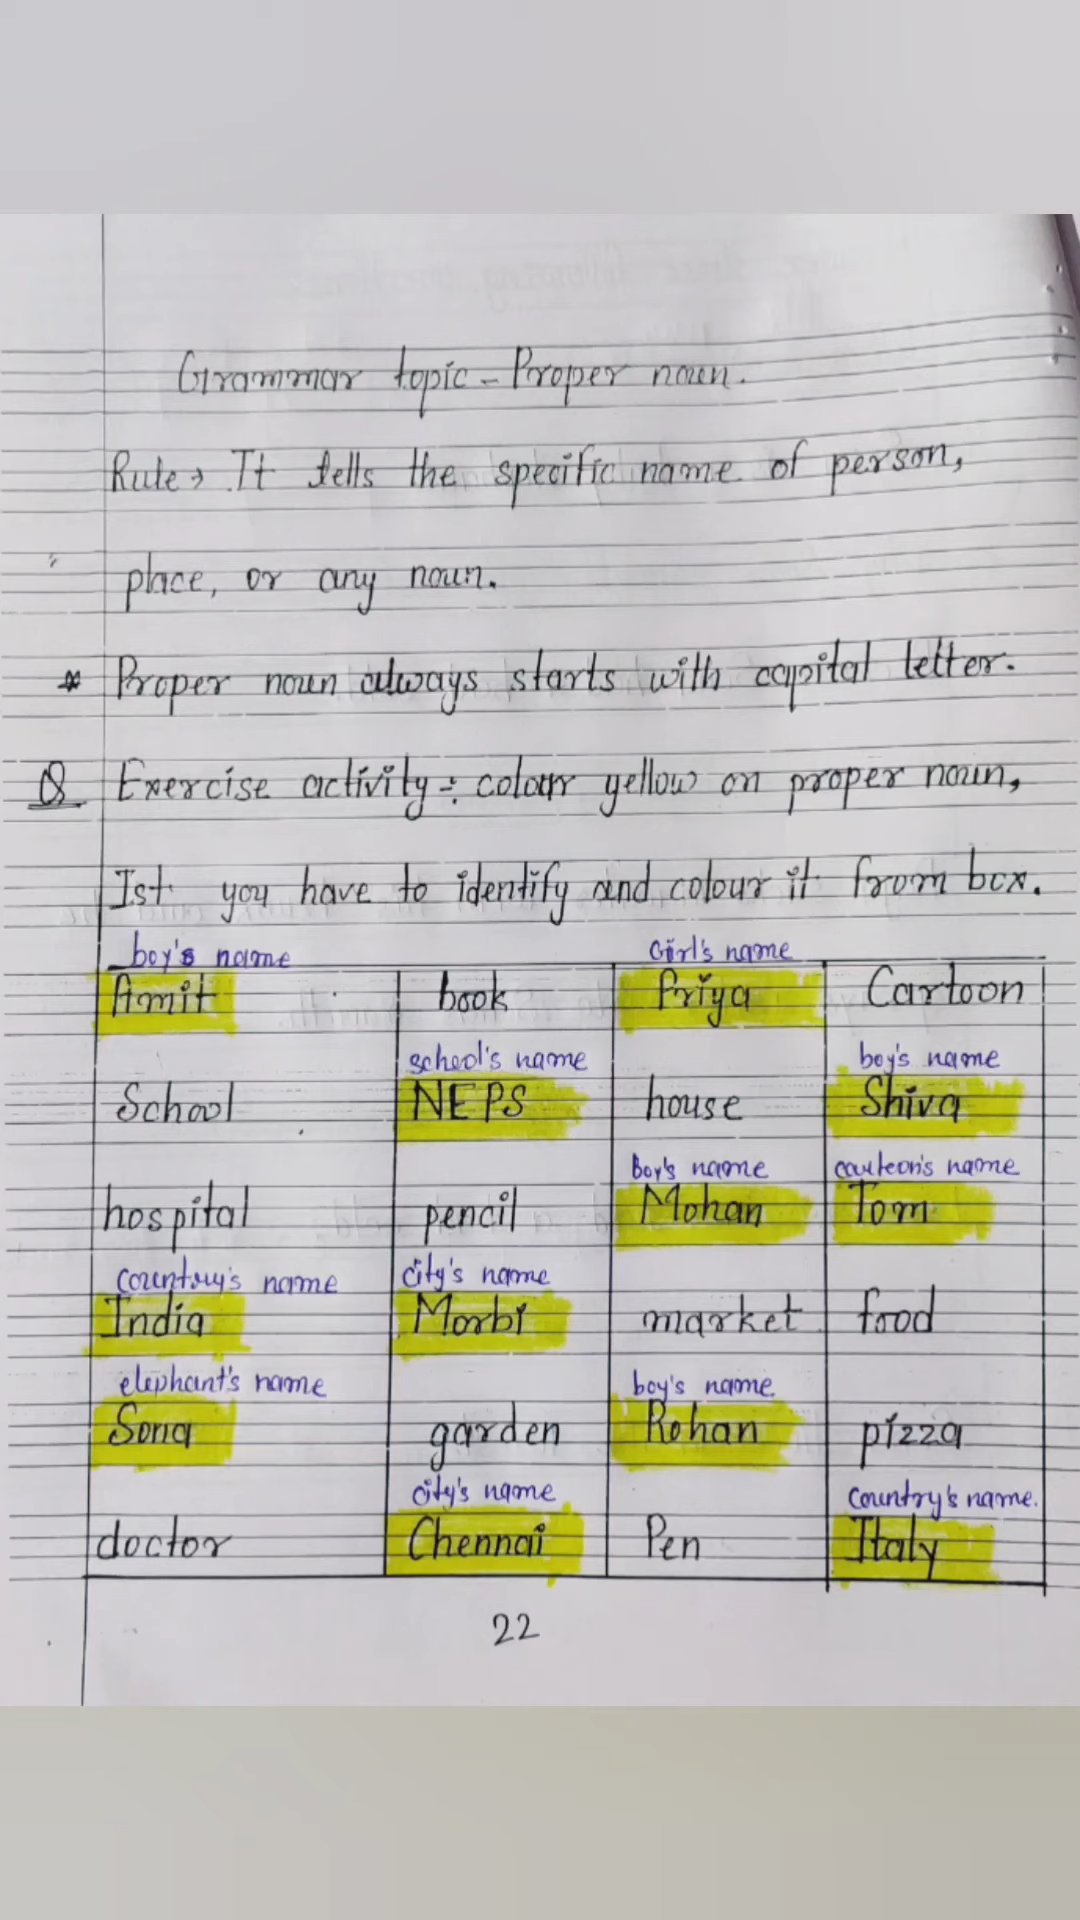 Grammar topic - Proper noun.
Rule → It tells the specific name of person,
place, or any noun.
* Proper noun always starts with capital letter.
Q Exercise activity :- colour yellow on proper noun,
Ist you have to identify and colour it from box.
boy's name Girl's name
Amit book Priya Cartoon
school's name boy's name
School NEPS house Shiva
Boy's name cartoon's name
hospital pencil Mohan Tom
country's name city's name
India Morbi market food
elephant's name boy's name
Sona garden Rohan pizza
city's name Country's name.
doctor Chennai Pen Italy
22